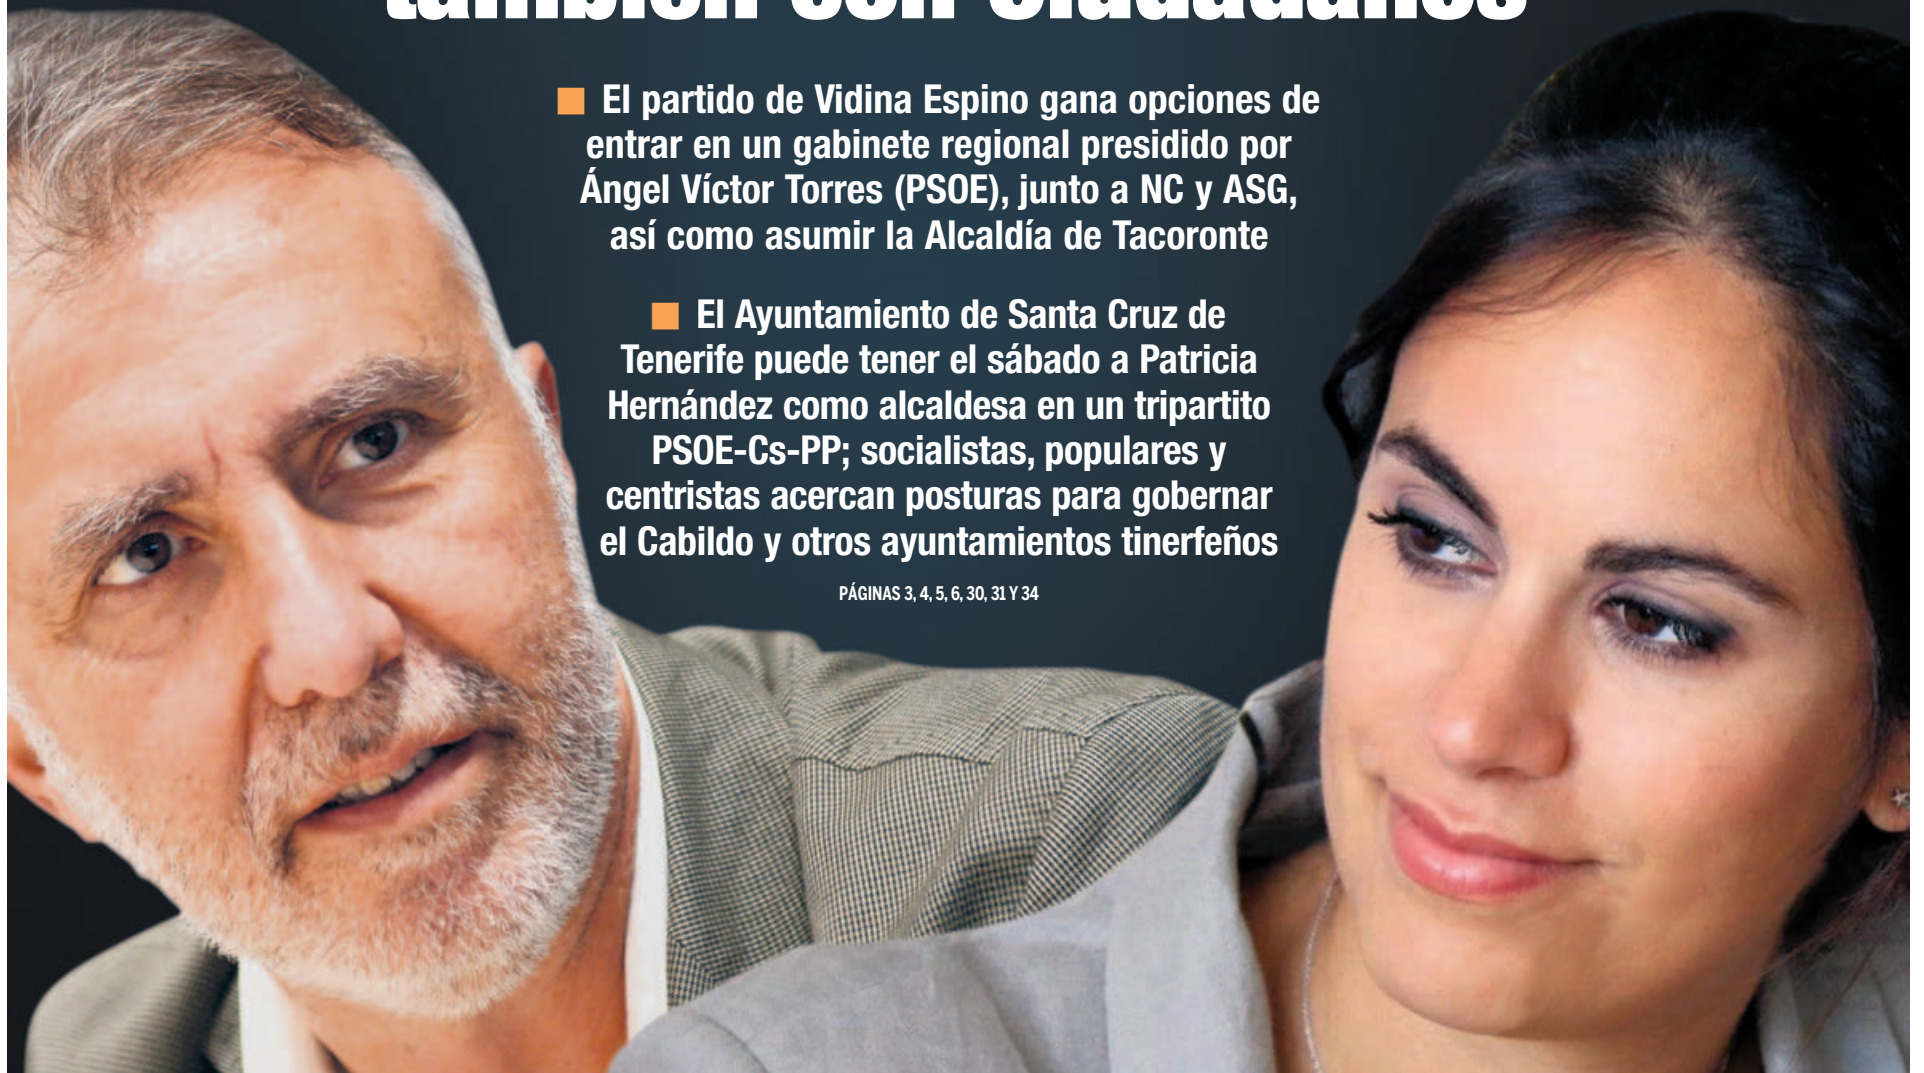 también con Ciudadanos
■ El partido de Vidina Espino gana opciones de
entrar en un gabinete regional presidido por
Ángel Víctor Torres (PSOE), junto a NC y ASG,
así como asumir la Alcaldía de Tacoronte
■ El Ayuntamiento de Santa Cruz de
Tenerife puede tener el sábado a Patricia
Hernández como alcaldesa en un tripartito
PSOE-Cs-PP; socialistas, populares y
centristas acercan posturas para gobernar
el Cabildo y otros ayuntamientos tinerfeños
PÁGINAS 3, 4, 5, 6, 30, 31 Y 34